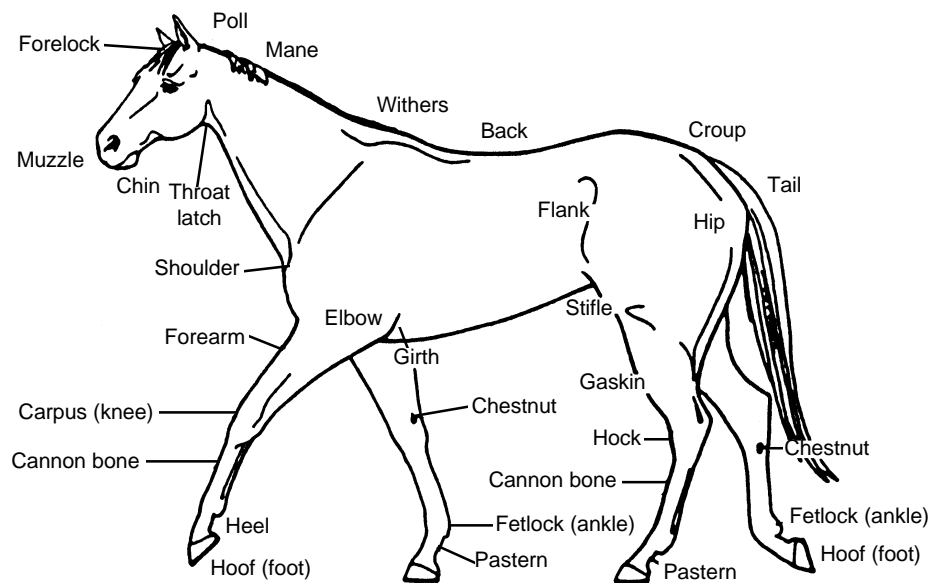 Poll
Forelock
Mane
Withers
Back
Croup
Muzzle
Chin
Throat
latch
Tail
Flank
Hip
Shoulder
Elbow
Stifle
Forearm
Girth
Gaskin
Carpus (knee)
Chestnut
Hock
Chestnut
Cannon bone
Cannon bone
Heel
Fetlock (ankle)
Fetlock (ankle)
Hoof (foot)
Pastern
Pastern
Hoof (foot)